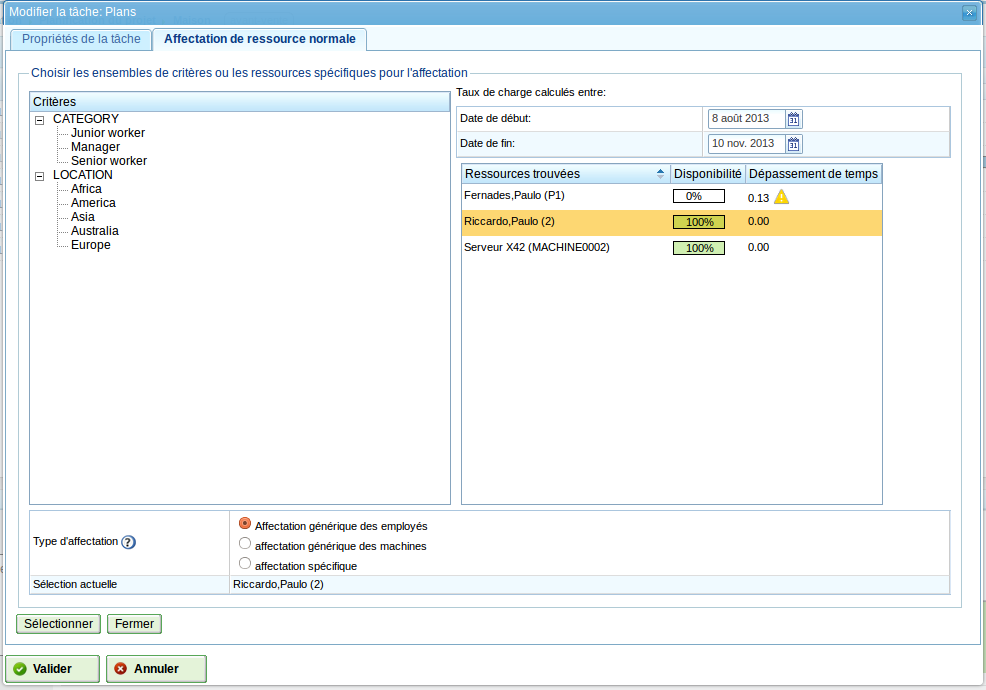 Modifier la tâche: Plans
Propriétés de la tâche
Affectation de ressource normale
Choisir les ensembles de critères ou les ressources spécifiques pour l'affectation
Critères
CATEGORY
Junior worker
Manager
Senior worker
LOCATION
Africa
America
Asia
Australia
Europe
Taux de charge calculés entre:
Date de début: 8 août 2013
Date de fin: 10 nov. 2013
Ressources trouvées Disponibilité Dépassement de temps
Fernades,Paulo (P1) 0% 0.13
Riccardo,Paulo (2) 100% 0.00
Serveur X42 (MACHINE0002) 100% 0.00
Type d'affectation
Affectation générique des employés
affectation générique des machines
affectation spécifique
Sélection actuelle Riccardo,Paulo (2)
Sélectionner Fermer
Valider Annuler